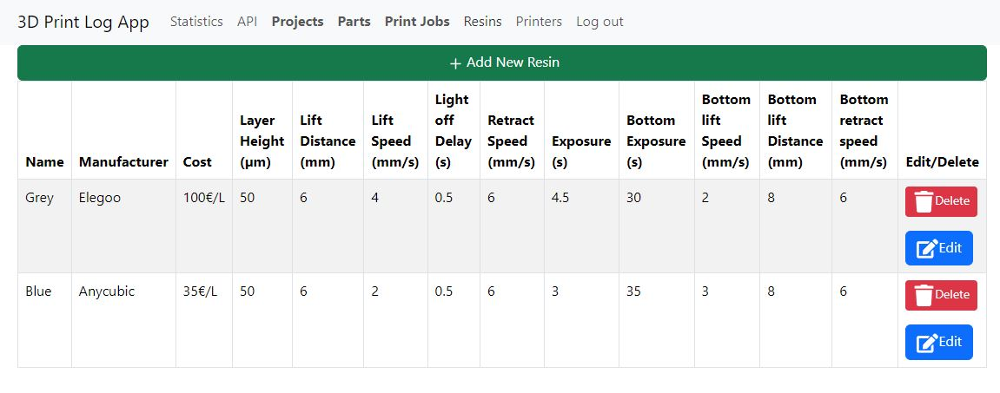 3D Print Log App Statistics API Projects Parts Print Jobs Resins Printers Log out
+ Add New Resin
Name Manufacturer Cost Layer Height (µm) Lift Distance (mm) Lift Speed (mm/s) Light off Delay (s) Retract Speed (mm/s) Exposure (s) Bottom Exposure (s) Bottom lift Speed (mm/s) Bottom lift Distance (mm) Bottom retract speed (mm/s) Edit/Delete
Grey Elegoo 100€/L 50 6 4 0.5 6 4.5 30 2 8 6 Delete
Edit
Blue Anycubic 35€/L 50 6 2 0.5 6 3 35 3 8 6 Delete
Edit